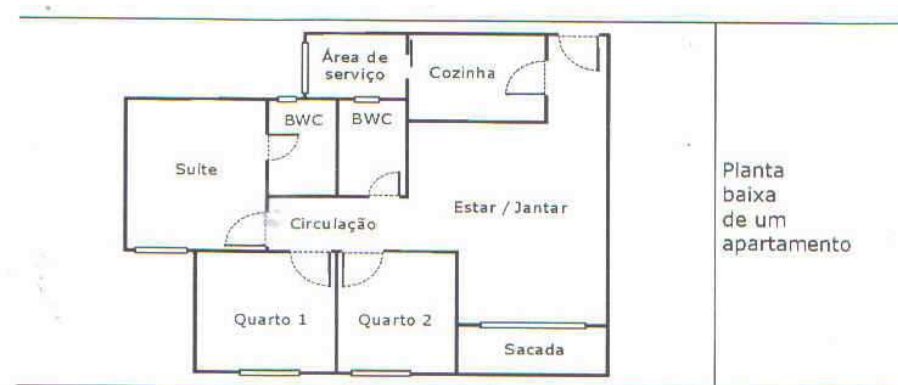 Área de
serviço
Cozinha
BWC
BWC
Suite
Estar / Jantar
Circulação
Quarto 1
Quarto 2
Sacada
Planta
baixa
de um
apartamento